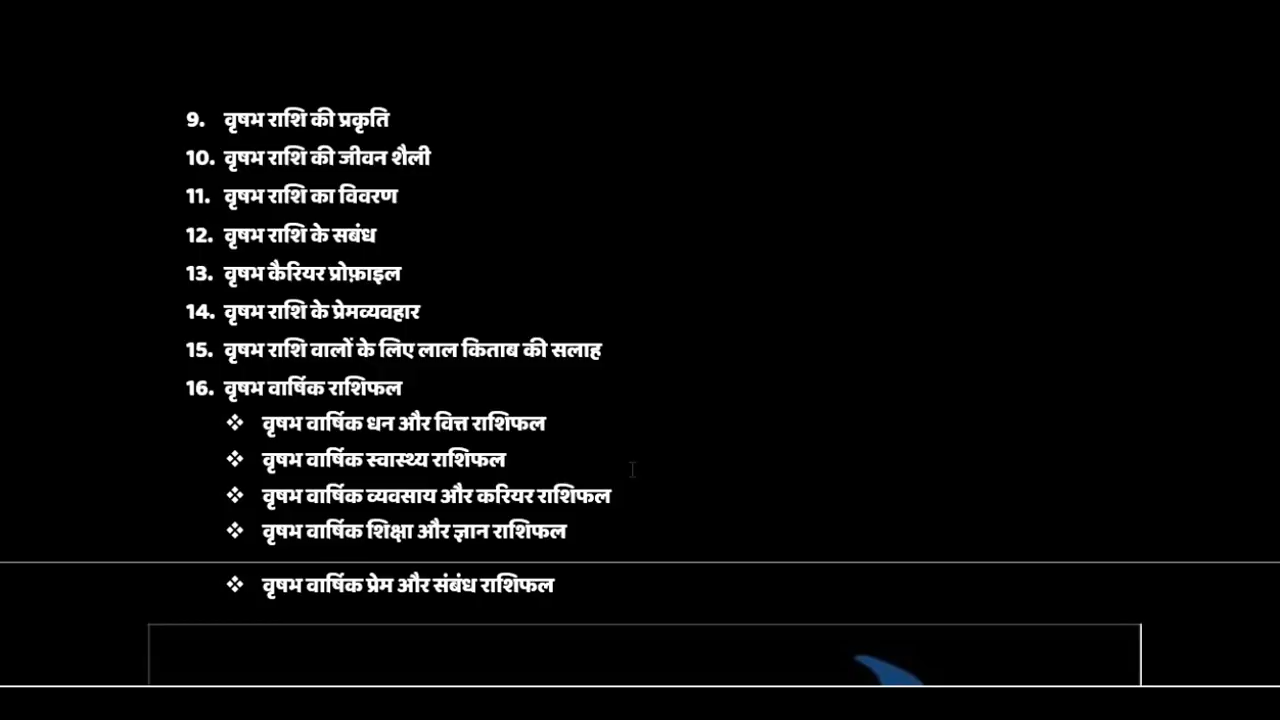 9. वृषभ राशि की प्रकृति
10. वृषभ राशि की जीवन शैली
11. वृषभ राशि का विवरण
12. वृषभ राशि के सबंध
13. वृषभ कैरियर प्रोफ़ाइल
14. वृषभ राशि के प्रेमव्यवहार
15. वृषभ राशि वालों के लिए लाल किताब की सलाह
16. वृषभ वार्षिक राशिफल
❖ वृषभ वार्षिक धन और वित्त राशिफल
❖ वृषभ वार्षिक स्वास्थ्य राशिफल
❖ वृषभ वार्षिक व्यवसाय और करियर राशिफल
❖ वृषभ वार्षिक शिक्षा और ज्ञान राशिफल
❖ वृषभ वार्षिक प्रेम और संबंध राशिफल